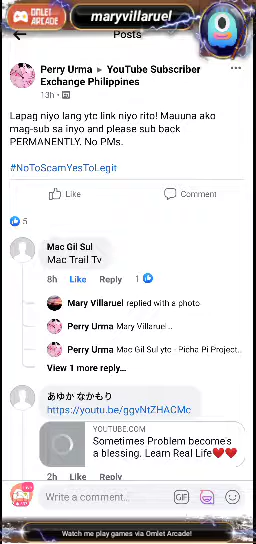 OMLET
ARCADE
maryvillaruel
Posts
Perry Urma ▸ YouTube Subscriber
Exchange Philippines
13h ·
Lapag niyo lang ytc link niyo rito! Mauuna ako
mag-sub sa inyo and please sub back
PERMANENTLY. No PMs.
#NoToScamYesToLegit
Like
Comment
5
Mac Gil Sul
Mac Trail Tv
8h Like Reply 1
Mary Villaruel replied with a photo
Perry Urma Mary Villaruel..
Perry Urma Mac Gil Sul ytc - Picha Pi Project..
View 1 more reply...
あゆか なかもり
https://youtu.be/ggvNtZHACMc
YOUTUBE.COM
Sometimes Problem become's
a blessing. Learn Real Life❤❤
2h Like Reply
Write a comment...
GIF
Watch me play games via Omlet Arcade!